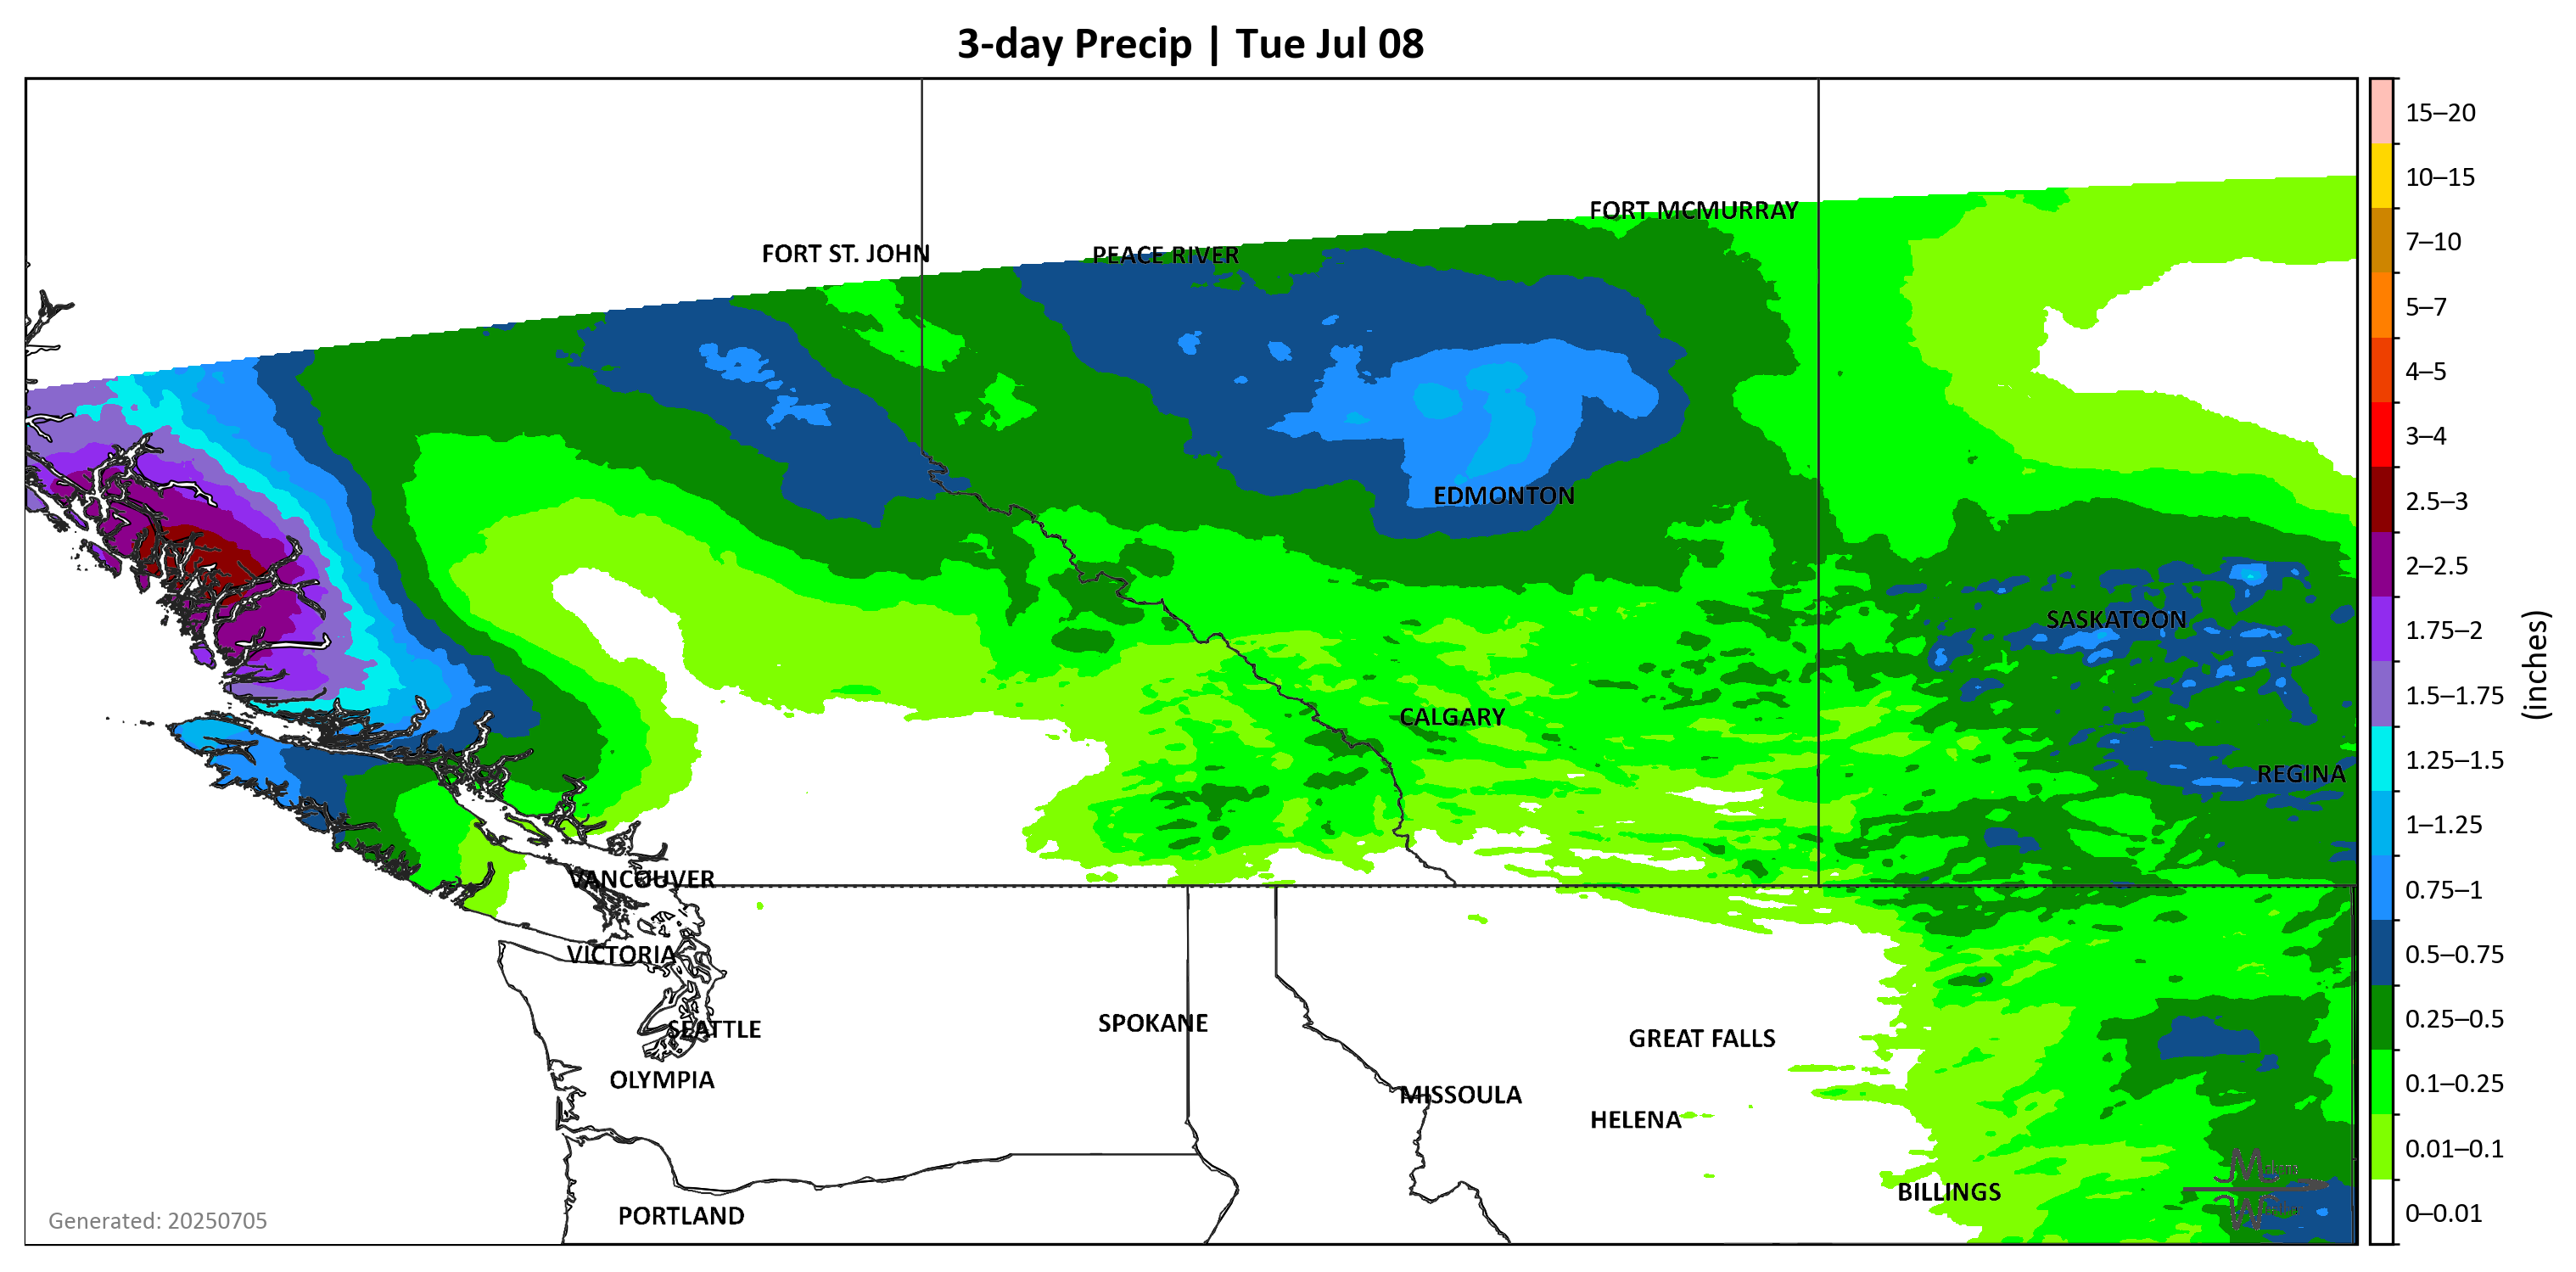 3-day Precip | Tue Jul 08
FORT MCMURRAY
FORT ST. JOHN
PEACE RIVER
EDMONTON
SASKATOON
CALGARY
REGINA
VANCOUVER
VICTORIA
SPOKANE
SEATTLE
GREAT FALLS
OLYMPIA
MISSOULA
HELENA
BILLINGS
PORTLAND
Generated: 20250705
15–20
10–15
7–10
5–7
4–5
3–4
2.5–3
2–2.5
1.75–2
1.5–1.75
1.25–1.5
1–1.25
0.75–1
0.5–0.75
0.25–0.5
0.1–0.25
0.01–0.1
0–0.01
(inches)